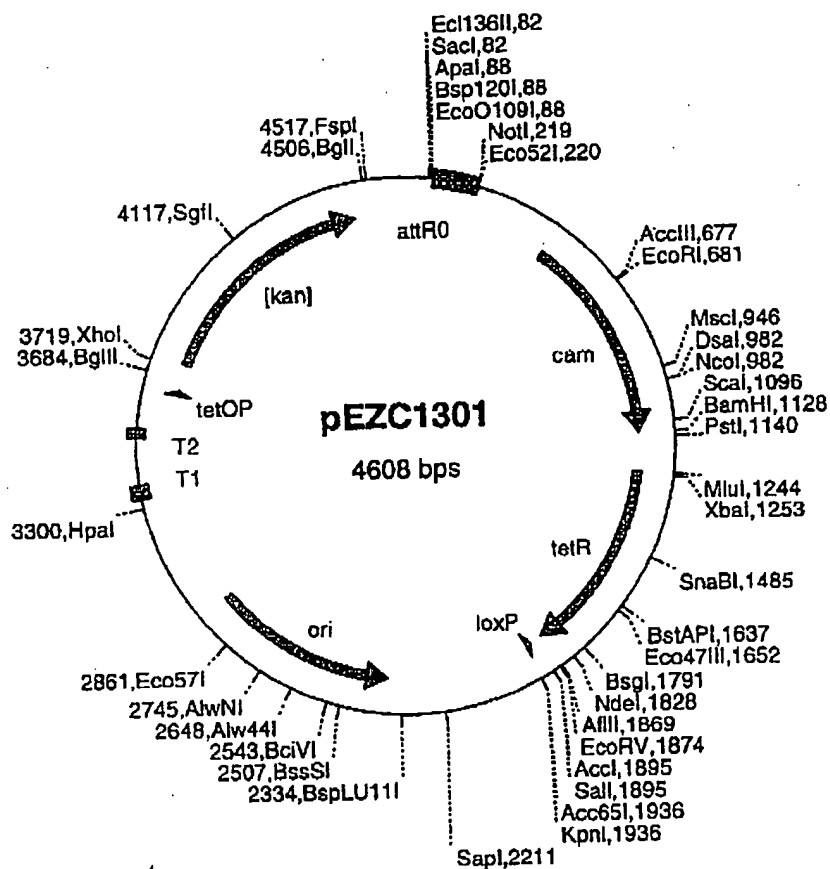 Ecl136II,82
SacI,82
ApaI,88
Bsp120I,88
EcoO109I,88
NotI,219
Eco52I,220
4517,FspI
4506,BglI
4117,SgfI
attR0
AccIII,677
EcoRI,681
[kan]
MscI,946
DsaI,982
NcoI,982
ScaI,1096
BamHI,1128
PstI,1140
cam
3719,XhoI
3684,BglII
tetOP
pEZC1301
4608 bps
T2
T1
MluI,1244
XbaI,1253
3300,HpaI
tetR
SnaBI,1485
loxP
ori
BstAPI,1637
Eco47III,1652
BsgI,1791
NdeI,1828
AflII,1869
EcoRV,1874
AccI,1895
SalI,1895
Acc65I,1936
KpnI,1936
2861,Eco57I
2745,AlwNI
2648,Alw44I
2543,BciVI
2507,BssSI
2334,BspLU11I
SapI,2211